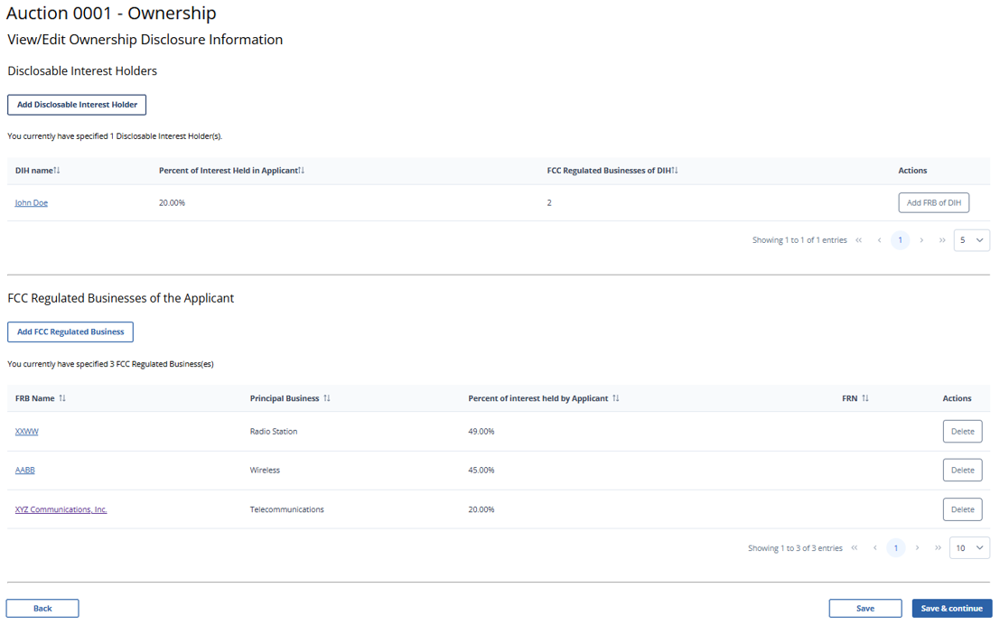 Auction 0001 - Ownership
View/Edit Ownership Disclosure Information
Disclosable Interest Holders
Add Disclosable Interest Holder
You currently have specified 1 Disclosable Interest Holder(s).
DIH name↑↓ Percent of Interest Held in Applicant↑↓ FCC Regulated Businesses of DIH↑↓ Actions
John Doe 20.00% 2 Add FRB of DIH
Showing 1 to 1 of 1 entries « ‹ 1 › » 5
FCC Regulated Businesses of the Applicant
Add FCC Regulated Business
You currently have specified 3 FCC Regulated Business(es)
FRB Name ↑↓ Principal Business ↑↓ Percent of interest held by Applicant ↑↓ FRN ↑↓ Actions
XXWW Radio Station 49.00% Delete
AABB Wireless 45.00% Delete
XYZ Communications, Inc. Telecommunications 20.00% Delete
Showing 1 to 3 of 3 entries « ‹ 1 › » 10
Back Save Save & continue